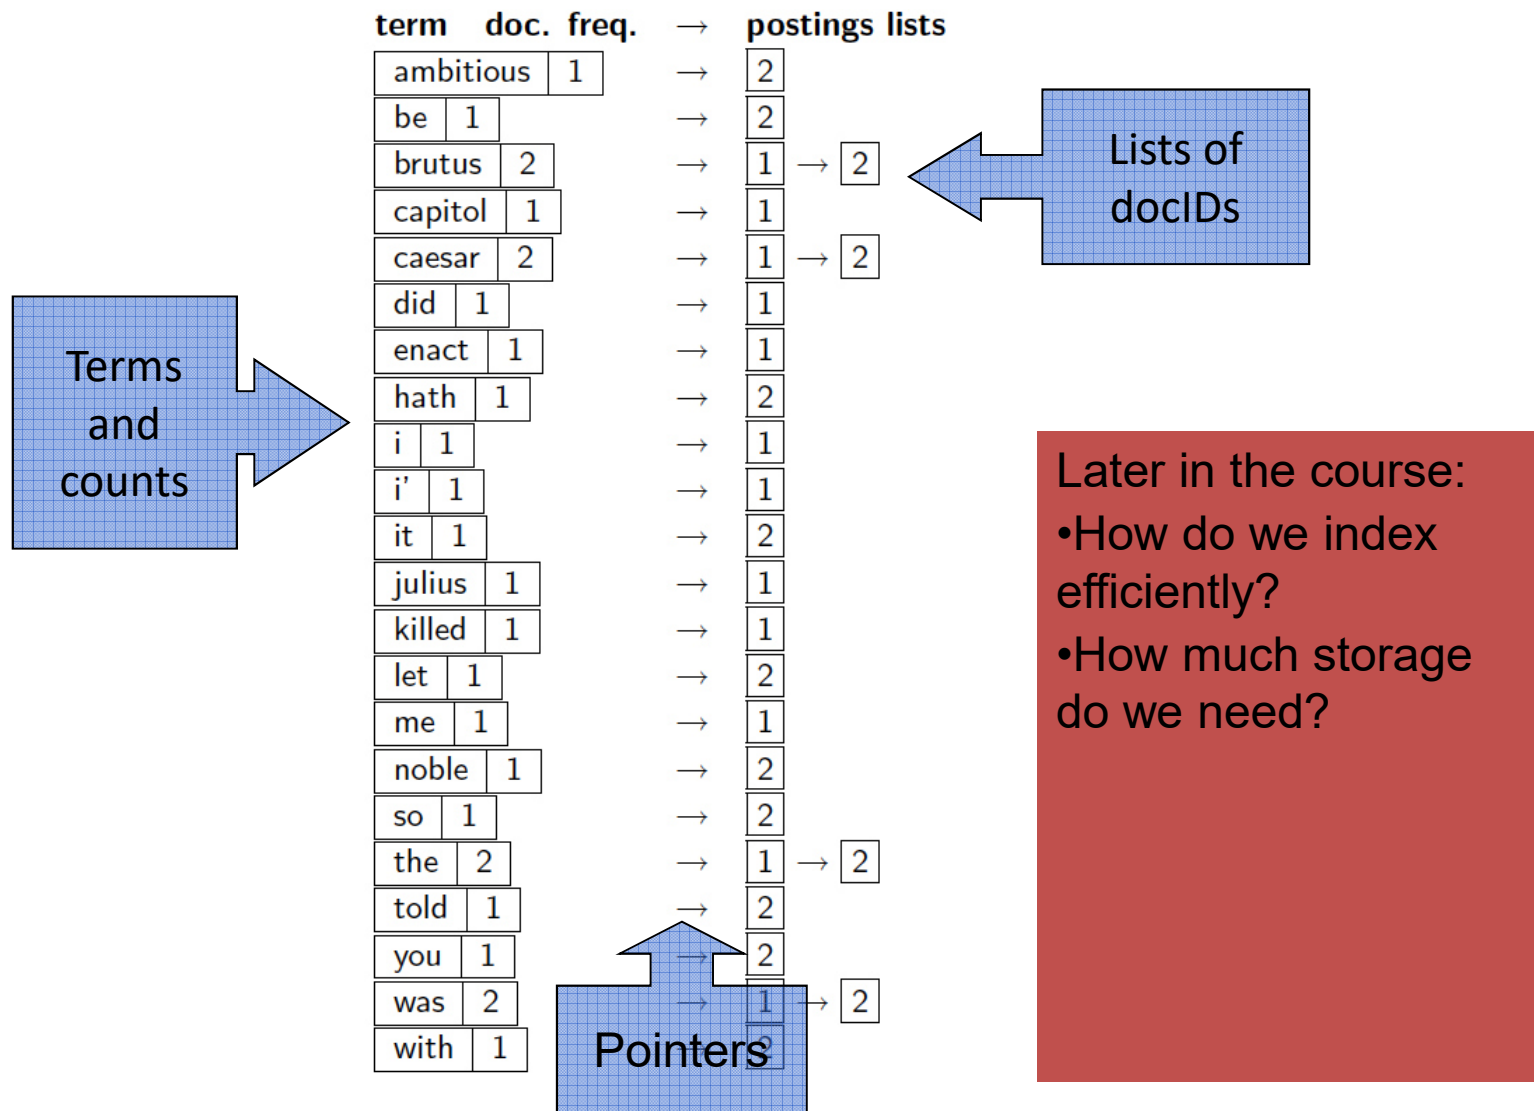 term doc. freq. → postings lists
ambitious 1 → 2
be 1 → 2
brutus 2 → 1 → 2
capitol 1 → 1
caesar 2 → 1 → 2
did 1 → 1
enact 1 → 1
hath 1 → 2
i 1 → 1
i' 1 → 1
it 1 → 2
julius 1 → 1
killed 1 → 1
let 1 → 2
me 1 → 1
noble 1 → 2
so 1 → 2
the 2 → 1 → 2
told 1 → 2
you 1 → 2
was 2 → 1 → 2
with 1 → 2
Terms
and
counts
Lists of
docIDs
Pointers
Later in the course:
•How do we index
efficiently?
•How much storage
do we need?